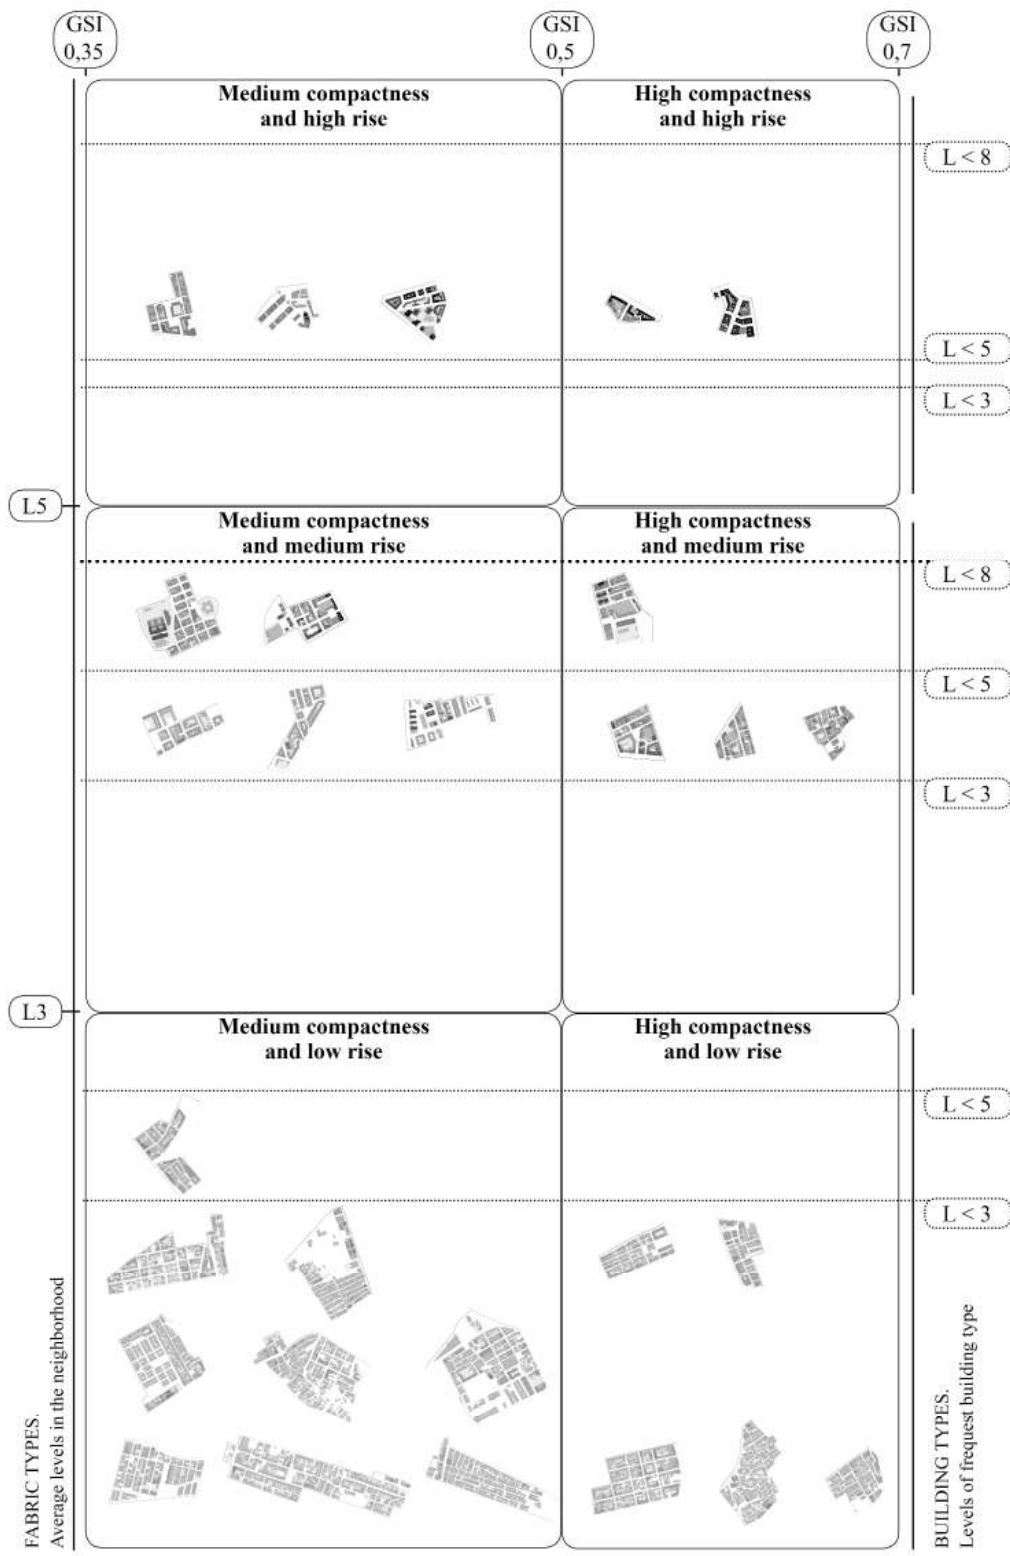 GSI
0,35
GSI
0,5
GSI
0,7
Medium compactness
and high rise
High compactness
and high rise
L < 8
L < 5
L < 3
L5
Medium compactness
and medium rise
High compactness
and medium rise
L < 8
L < 5
L < 3
L3
Medium compactness
and low rise
High compactness
and low rise
L < 5
L < 3
FABRIC TYPES.
Average levels in the neighborhood
BUILDING TYPES.
Levels of frequest building type